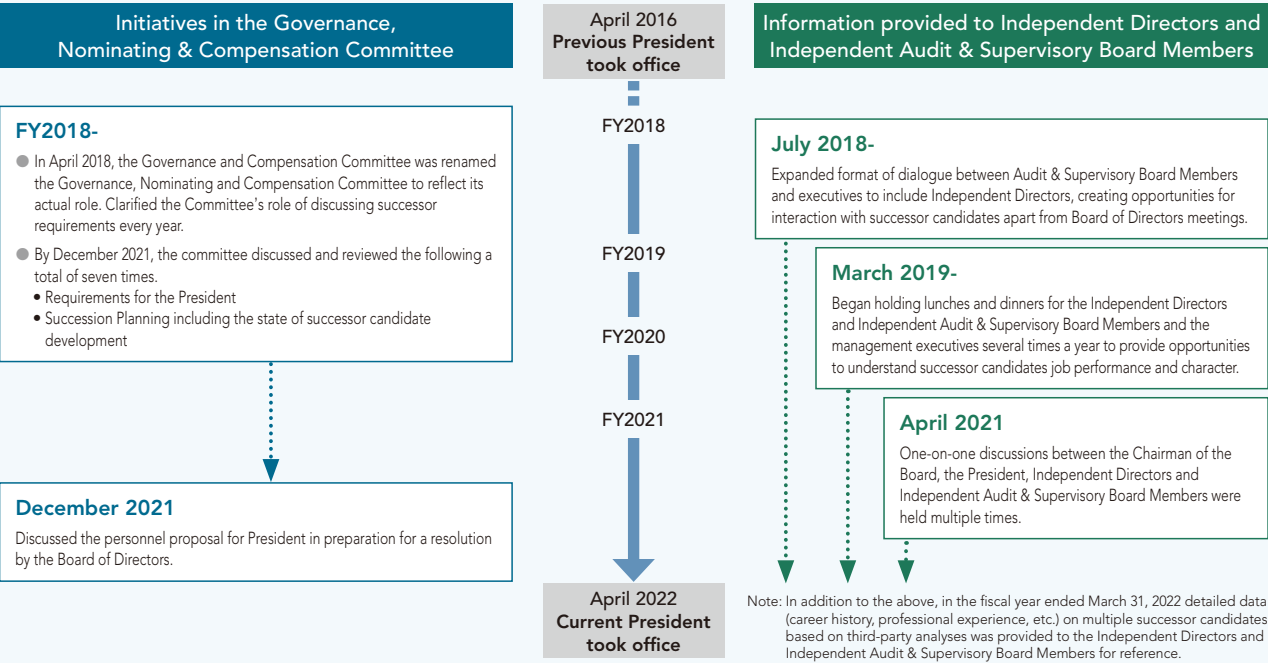 Initiatives in the Governance,
Nominating & Compensation Committee
FY2018-
● In April 2018, the Governance and Compensation Committee was renamed
the Governance, Nominating and Compensation Committee to reflect its
actual role. Clarified the Committee's role of discussing successor
requirements every year.
● By December 2021, the committee discussed and reviewed the following a
total of seven times.
• Requirements for the President
• Succession Planning including the state of successor candidate
development
December 2021
Discussed the personnel proposal for President in preparation for a resolution
by the Board of Directors.
April 2016
Previous President
took office
FY2018
FY2019
FY2020
FY2021
April 2022
Current President
took office
Information provided to Independent Directors and
Independent Audit & Supervisory Board Members
July 2018-
Expanded format of dialogue between Audit & Supervisory Board Members
and executives to include Independent Directors, creating opportunities for
interaction with successor candidates apart from Board of Directors meetings.
March 2019-
Began holding lunches and dinners for the Independent Directors
and Independent Audit & Supervisory Board Members and the
management executives several times a year to provide opportunities
to understand successor candidates job performance and character.
April 2021
One-on-one discussions between the Chairman of the
Board, the President, Independent Directors and
Independent Audit & Supervisory Board Members were
held multiple times.
Note: In addition to the above, in the fiscal year ended March 31, 2022 detailed data
(career history, professional experience, etc.) on multiple successor candidates
based on third-party analyses was provided to the Independent Directors and
Independent Audit & Supervisory Board Members for reference.